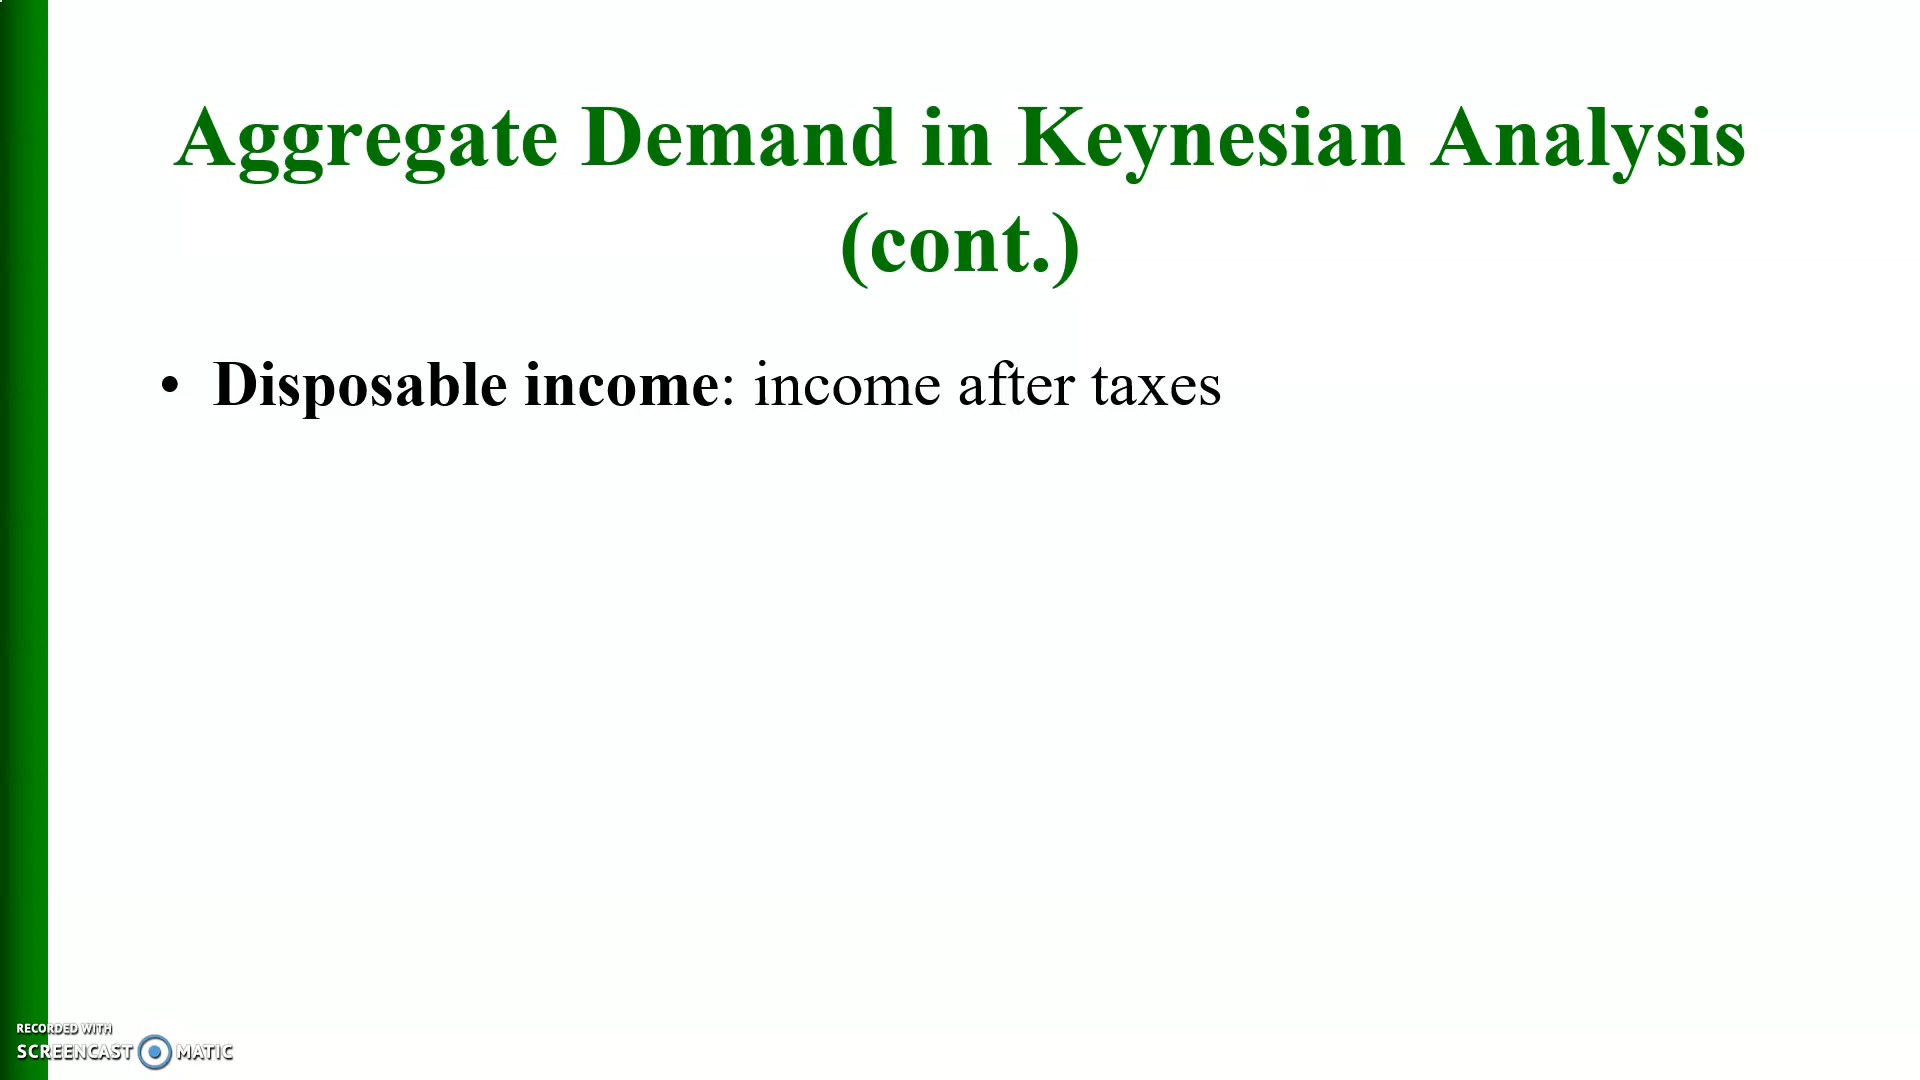 Aggregate Demand in Keynesian Analysis
(cont.)
• Disposable income: income after taxes
RECORDED WITH
SCREENCAST MATIC